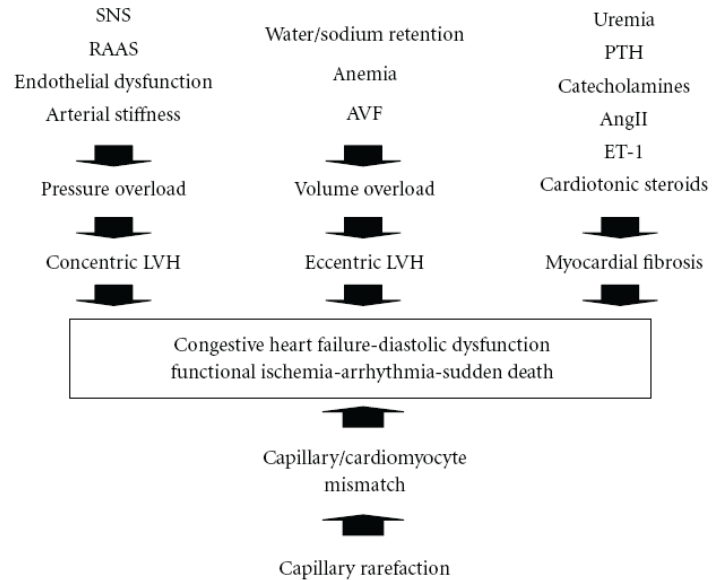 SNS
RAAS
Endothelial dysfunction
Arterial stiffness
Pressure overload
Concentric LVH
Water/sodium retention
Anemia
AVF
Volume overload
Eccentric LVH
Uremia
PTH
Catecholamines
AngII
ET-1
Cardiotonic steroids
Myocardial fibrosis
Congestive heart failure-diastolic dysfunction
functional ischemia-arrhythmia-sudden death
Capillary/cardiomyocyte
mismatch
Capillary rarefaction